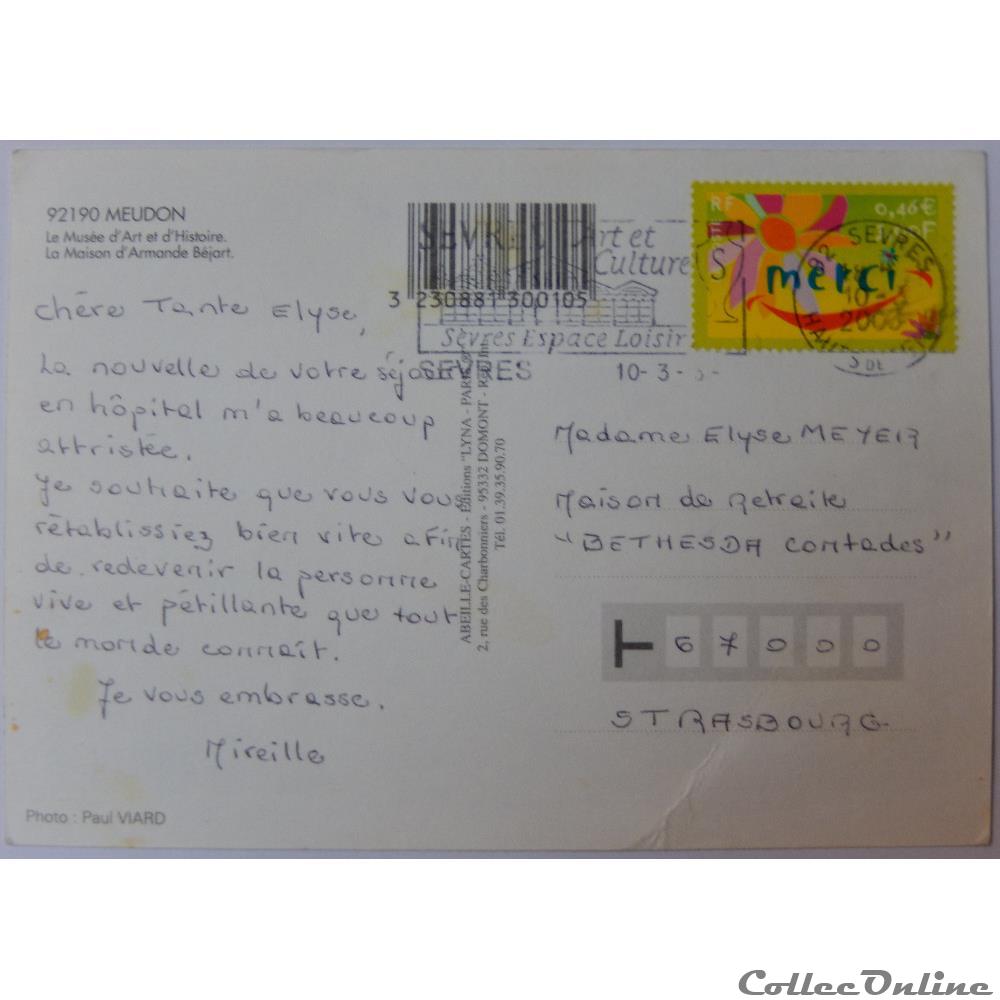 92190 MEUDON
Le Musée d'Art et d'Histoire.
La Maison d'Armande Béjart.
Chère Tante Elyse,
La nouvelle de votre séjour
en hôpital m'a beaucoup
attristée.
Je souhaite que vous vous
rétablissiez bien vite afin
de redevenir la personne
vive et pétillante que tout
le monde connaît.
Je vous embrasse.
Mireille
Photo : Paul VIARD
3 230881 300105
SEVRES Art et
Culture
Sèvres Espace Loisirs
SEVRES
10-3-
ABEILLE-CARTES - Editions "LYNA - PARIS"
2, rue des Charbonniers - 95332 DOMONT
Tél. 01.39.35.90.70
RF
0,46€
merci
SEVRES
Madame Elyse MEYER
Maison de Retraite
"BETHESDA Contades"
67000
STRASBOURG
CollecOnline